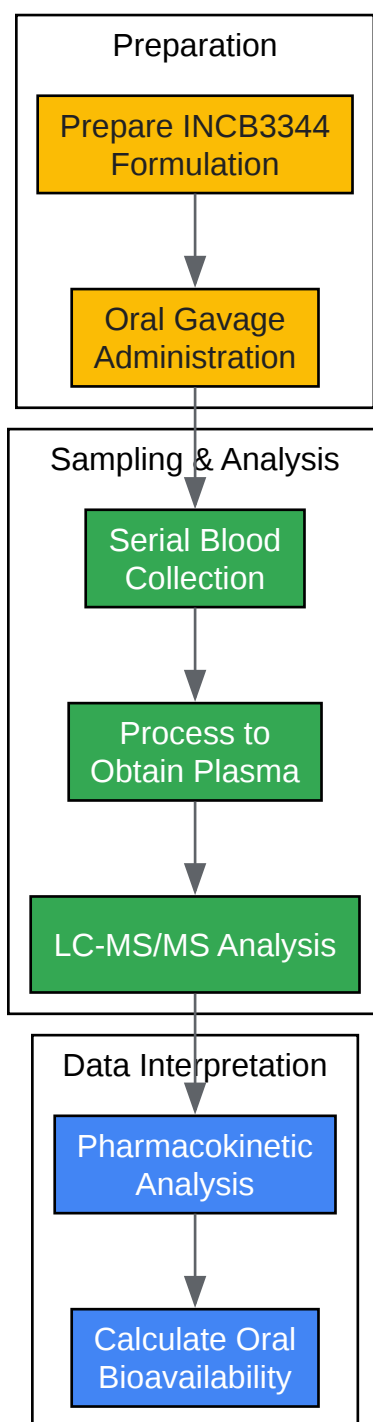 Preparation
Prepare INCB3344
Formulation
Oral Gavage
Administration
Sampling & Analysis
Serial Blood
Collection
Process to
Obtain Plasma
LC-MS/MS Analysis
Data Interpretation
Pharmacokinetic
Analysis
Calculate Oral
Bioavailability